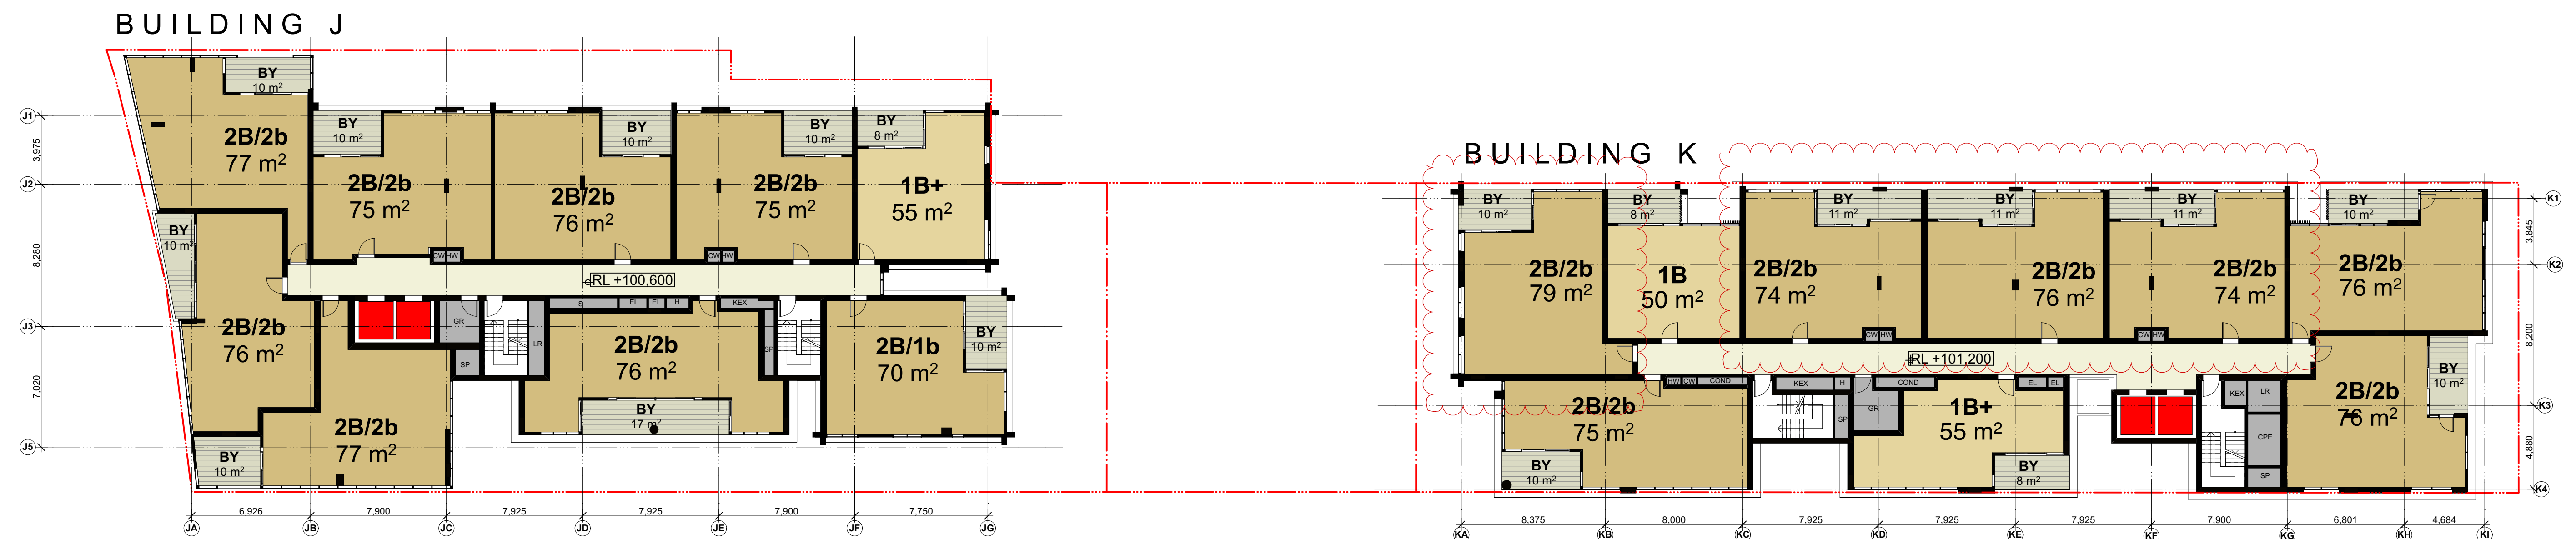 BUILDING J
BY
10 m²
2B/2b
77 m²
BY
10 m²
2B/2b
75 m²
BY
10 m²
2B/2b
76 m²
BY
10 m²
2B/2b
75 m²
BY
8 m²
1B+
55 m²
J1
3,975
J2
8,280
J3
7,020
J5
BY
10 m²
2B/2b
76 m²
CW HW
CW HW
RL +100,600
GR
SP
LR
S
EL
EL
H
KEX
SP
2B/2b
77 m²
BY
10 m²
2B/2b
76 m²
BY
17 m²
2B/1b
70 m²
BY
10 m²
6,926
7,900
7,925
7,925
7,900
7,750
JA
JB
JC
JD
JE
JF
JG
BUILDING K
BY
10 m²
2B/2b
79 m²
BY
8 m²
1B
50 m²
BY
11 m²
2B/2b
74 m²
BY
11 m²
2B/2b
76 m²
BY
11 m²
2B/2b
74 m²
BY
10 m²
2B/2b
76 m²
K1
3,845
K2
8,200
K3
4,880
K4
CW HW
CW HW
RL +101,200
HW
CW
COND
KEX
H
COND
EL
EL
SP
GR
KEX
LR
CPE
SP
2B/2b
75 m²
BY
10 m²
1B+
55 m²
BY
8 m²
2B/2b
76 m²
BY
10 m²
8,375
8,000
7,925
7,925
7,925
7,900
6,801
4,684
KA
KB
KC
KD
KE
KF
KG
KH
KI